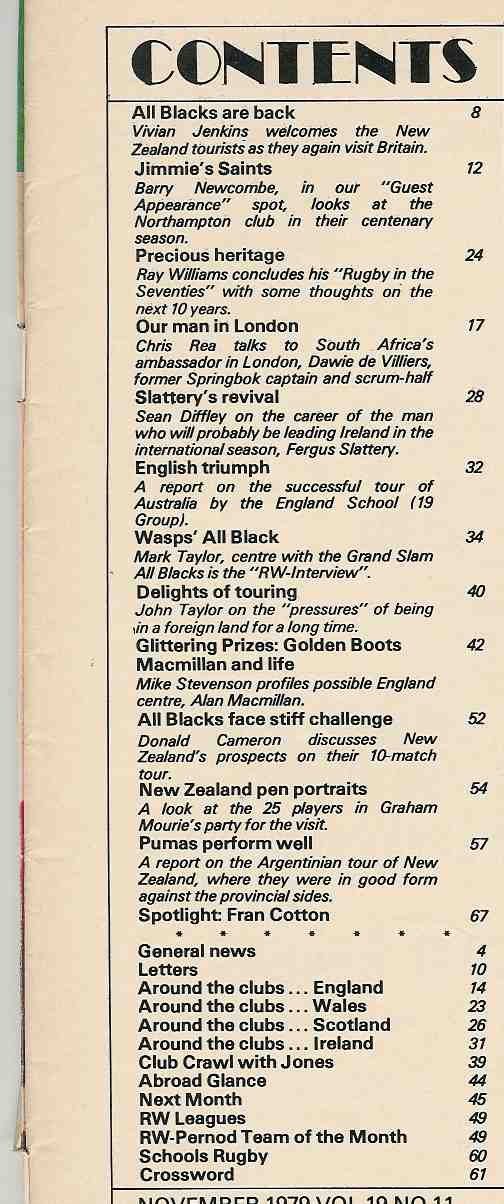 CONTENTS
All Blacks are back 8
Vivian Jenkins welcomes the New
Zealand tourists as they again visit Britain.
Jimmie's Saints 12
Barry Newcombe, in our "Guest
Appearance" spot, looks at the
Northampton club in their centenary
season.
Precious heritage 24
Ray Williams concludes his "Rugby in the
Seventies" with some thoughts on the
next 10 years.
Our man in London 17
Chris Rea talks to South Africa's
ambassador in London, Dawie de Villiers,
former Springbok captain and scrum-half
Slattery's revival 28
Sean Diffley on the career of the man
who will probably be leading Ireland in the
international season, Fergus Slattery.
English triumph 32
A report on the successful tour of
Australia by the England School (19
Group).
Wasps' All Black 34
Mark Taylor, centre with the Grand Slam
All Blacks is the "RW-Interview".
Delights of touring 40
John Taylor on the "pressures" of being
in a foreign land for a long time.
Glittering Prizes: Golden Boots 42
Macmillan and life
Mike Stevenson profiles possible England
centre, Alan Macmillan.
All Blacks face stiff challenge 52
Donald Cameron discusses New
Zealand's prospects on their 10-match
tour.
New Zealand pen portraits 54
A look at the 25 players in Graham
Mourie's party for the visit.
Pumas perform well 57
A report on the Argentinian tour of New
Zealand, where they were in good form
against the provincial sides.
Spotlight: Fran Cotton 67
* * * * * * *
General news 4
Letters 10
Around the clubs ... England 14
Around the clubs ... Wales 23
Around the clubs ... Scotland 26
Around the clubs ... Ireland 31
Club Crawl with Jones 39
Abroad Glance 44
Next Month 45
RW Leagues 49
RW-Pernod Team of the Month 49
Schools Rugby 60
Crossword 61
NOVEMBER 1979 VOL 19 NO 11